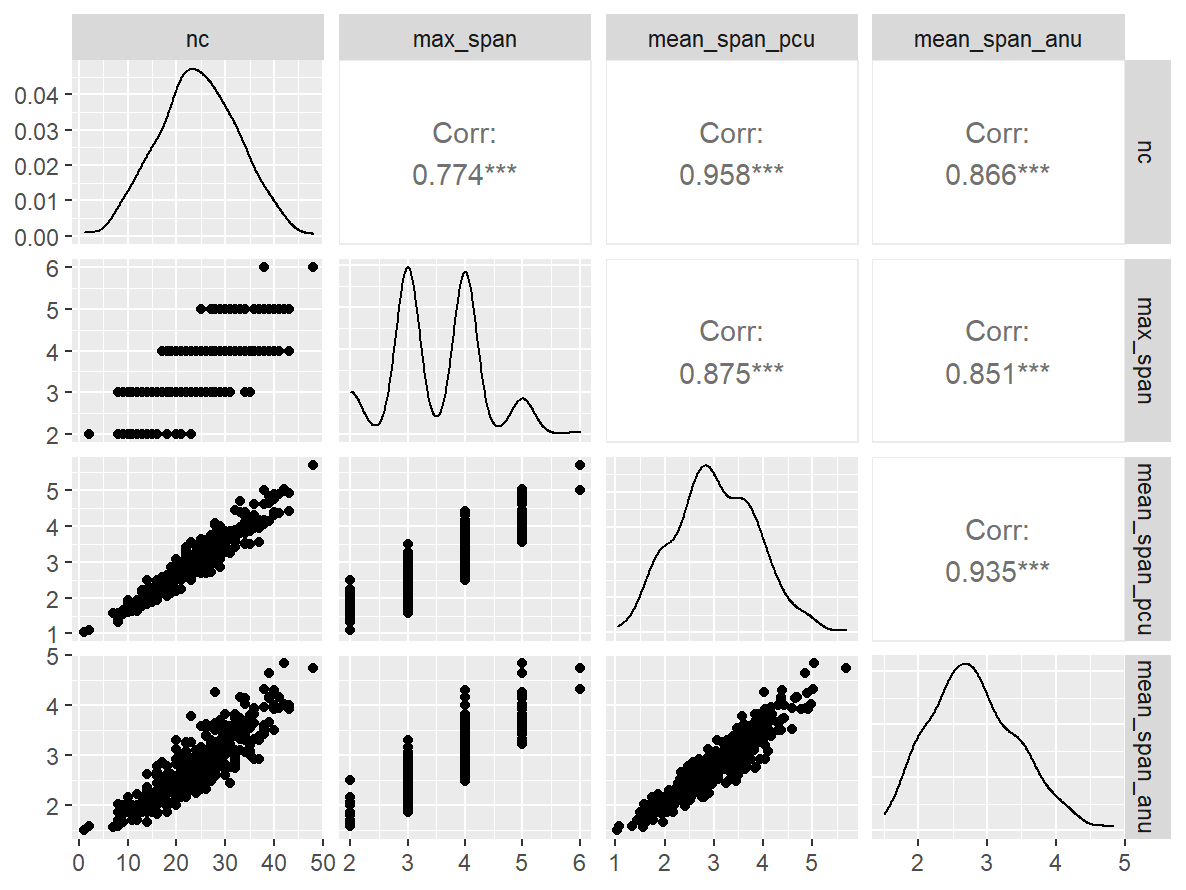 nc
max_span
mean_span_pcu
mean_span_anu
0.04
0.03
0.02
0.01
0.00
Corr:
0.774***
Corr:
0.958***
Corr:
0.866***
nc
6
5
4
3
2
Corr:
0.875***
Corr:
0.851***
max_span
5
4
3
2
1
Corr:
0.935***
mean_span_pcu
5
4
3
2
mean_span_anu
0 10 20 30 40 50
2 3 4 5 6
1 2 3 4 5
2 3 4 5